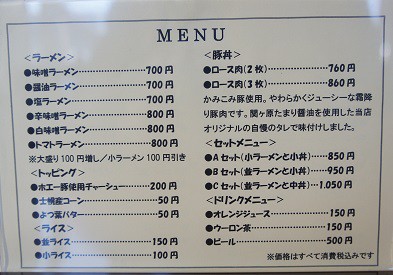 MENU
<ラーメン>
●味噌ラーメン……………700円
●醤油ラーメン……………700円
●塩ラーメン………………700円
●辛味噌ラーメン…………800円
●白味噌ラーメン…………800円
●トマトラーメン…………800円
※大盛り100円増し／小ラーメン100円引き
<トッピング>
●ホエー豚使用チャーシュー……200円
●士幌産コーン……………50円
●よつ葉バター……………50円
<ライス>
●並ライス…………………150円
●小ライス…………………100円
<豚丼>
●ロース肉(2枚)……………760円
●ロース肉(3枚)……………860円
かみこみ豚使用。やわらかくジューシーな霜降
り豚肉です。関ヶ原たまり醤油を使用した当店
オリジナルの自慢のタレで味付けしました。
<セットメニュー>
●Aセット(小ラーメンと小丼)……850円
●Bセット(並ラーメンと小丼)……950円
●Cセット(並ラーメンと中丼)…1,050円
<ドリンクメニュー>
●オレンジジュース………150円
●ウーロン茶………………150円
●ビール……………………500円
※価格はすべて消費税込みです